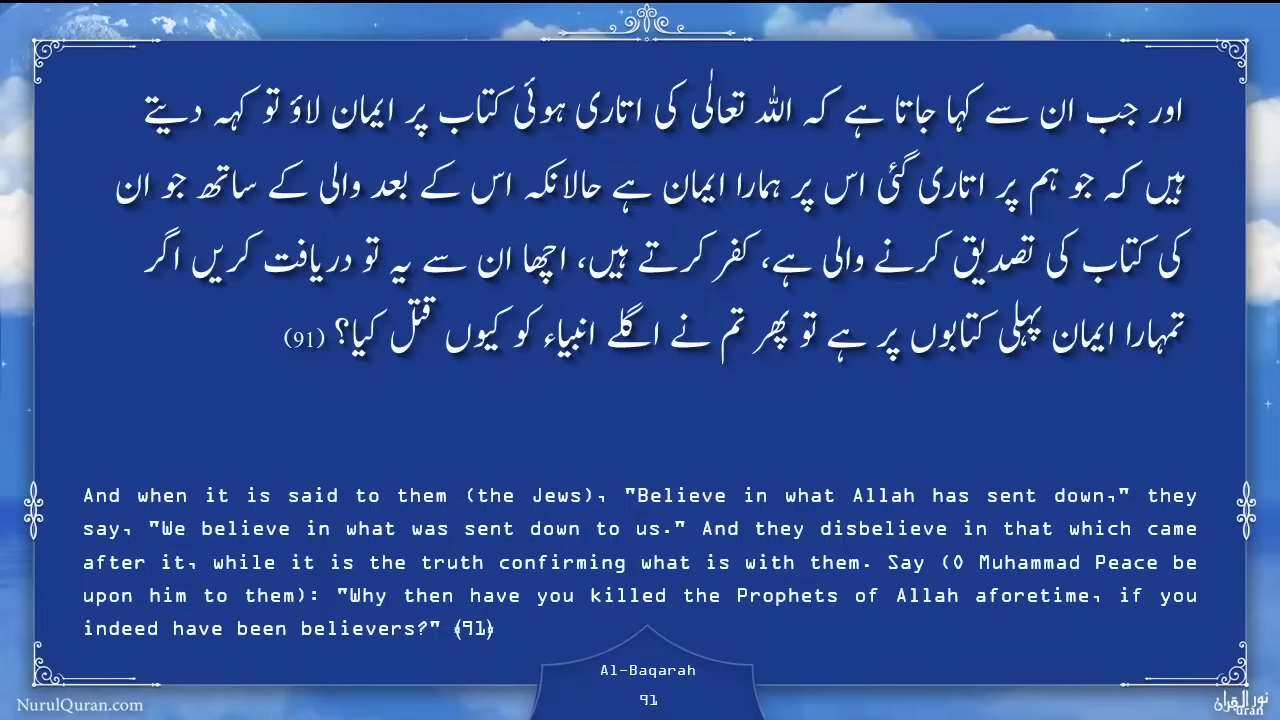 اور جب ان سے کہا جاتا ہے کہ اللہ تعالٰی کی اتاری ہوئی کتاب پر ایمان لاؤ تو کہہ دیتے
ہیں کہ جو ہم پر اتاری گئی اس پر ہمارا ایمان ہے حالانکہ اس کے بعد والی کے ساتھ جو ان
کی کتاب کی تصدیق کرنے والی ہے، کفر کرتے ہیں، اچھا ان سے یہ تو دریافت کریں اگر
تمہارا ایمان پہلی کتابوں پر ہے تو پھر تم نے اگلے انبیاء کو کیوں قتل کیا؟ (91)
And when it is said to them (the Jews), "Believe in what Allah has sent down," they
say, "We believe in what was sent down to us." And they disbelieve in that which came
after it, while it is the truth confirming what is with them. Say (O Muhammad Peace be
upon him to them): "Why then have you killed the Prophets of Allah aforetime, if you
indeed have been believers?" ﴾91﴿
Al-Baqarah
91
NurulQuran.com
نور القرآن
uran